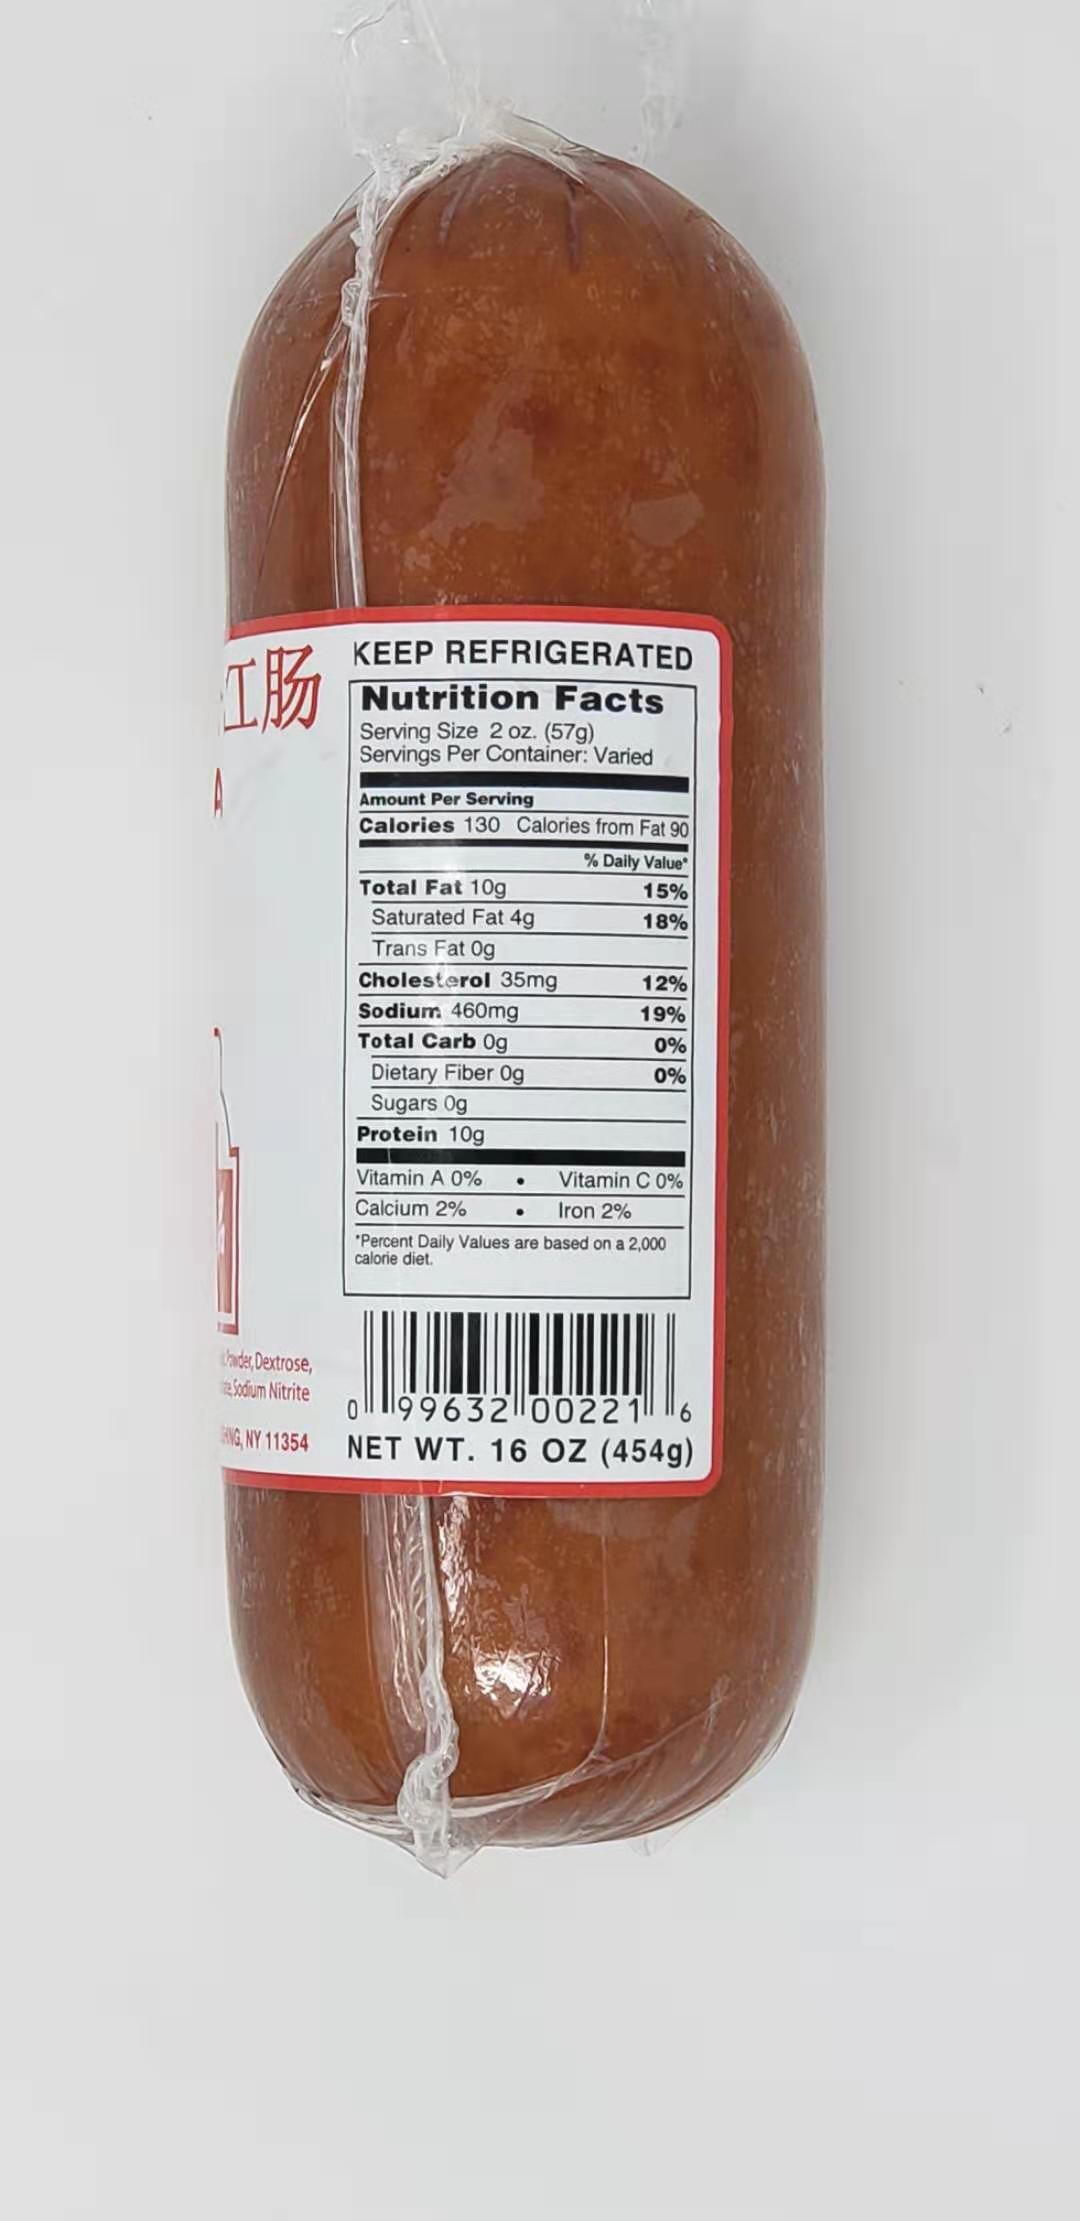 红肠
KEEP REFRIGERATED
Nutrition Facts
Serving Size 2 oz. (57g)
Servings Per Container: Varied
Amount Per Serving
Calories 130 Calories from Fat 90
% Daily Value*
Total Fat 10g 15%
Saturated Fat 4g 18%
Trans Fat 0g
Cholesterol 35mg 12%
Sodium 460mg 19%
Total Carb 0g 0%
Dietary Fiber 0g 0%
Sugars 0g
Protein 10g
Vitamin A 0% • Vitamin C 0%
Calcium 2% • Iron 2%
*Percent Daily Values are based on a 2,000
calorie diet.
Powder, Dextrose,
Sodium Nitrite
NY 11354
0 99632 00221 6
NET WT. 16 OZ (454g)